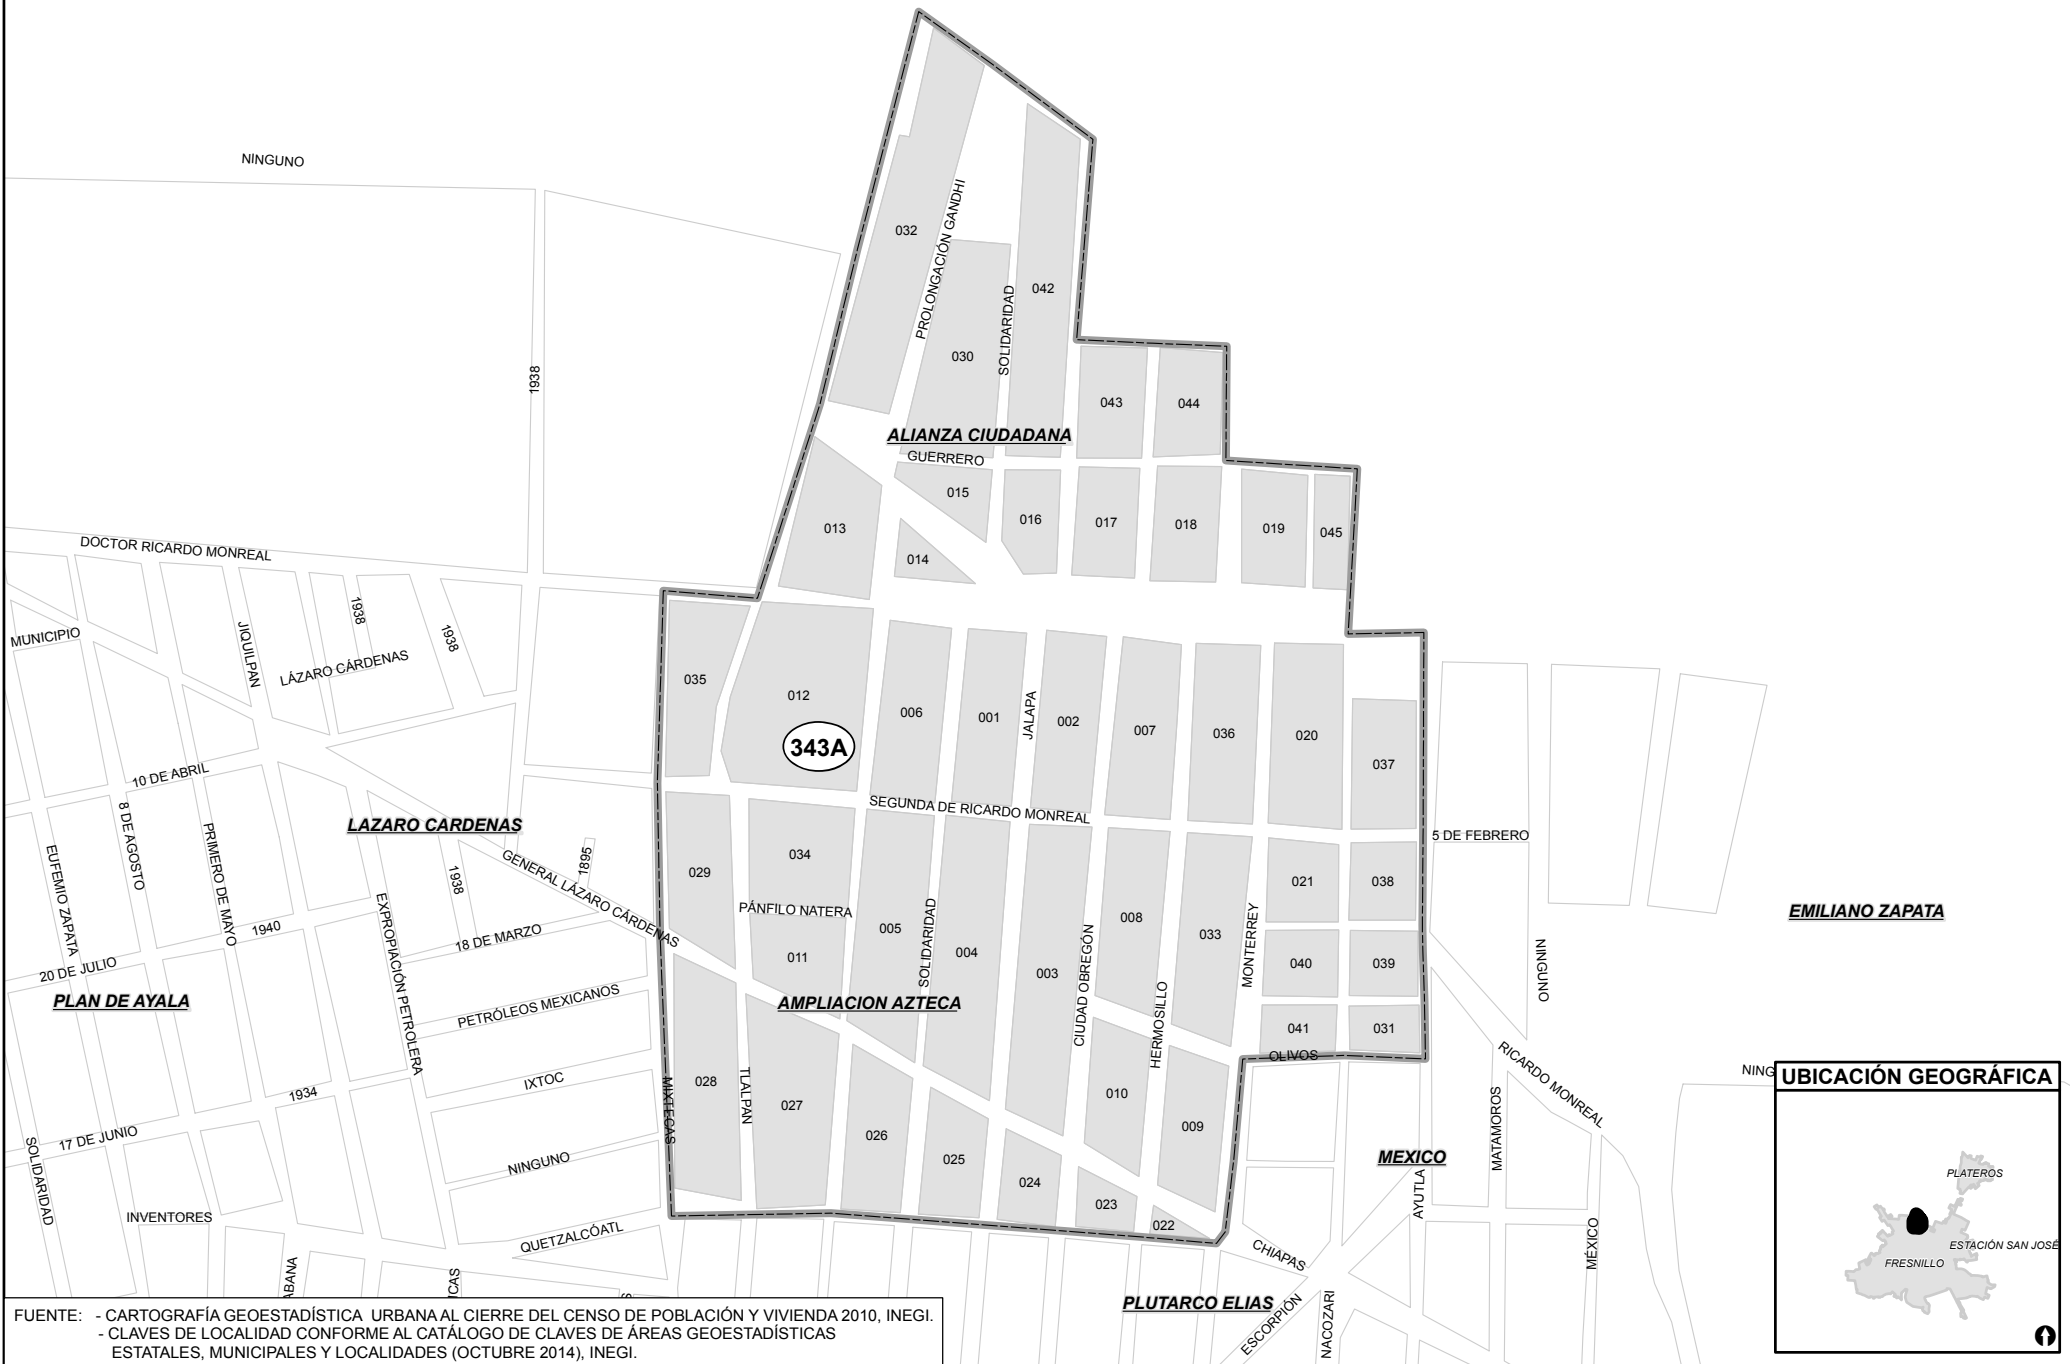 NINGUNO
032
PROLONGACIÓN GANDHI
042
SOLIDARIDAD
030
1938
043
044
ALIANZA CIUDADANA
GUERRERO
015
013
016
017
018
019
045
014
DOCTOR RICARDO MONREAL
1938
1938
MUNICIPIO
JIQUILPAN
LÁZARO CÁRDENAS
035
012
006
001
JALAPA
002
007
036
020
037
343A
10 DE ABRIL
8 DE AGOSTO
PRIMERO DE MAYO
EUFEMIO ZAPATA
LAZARO CARDENAS
SEGUNDA DE RICARDO MONREAL
5 DE FEBRERO
GENERAL LÁZARO CÁRDENAS
1895
1938
034
029
021
038
PÁNFILO NATERA
EXPROPIACIÓN PETROLERA
1940
18 DE MARZO
005
SOLIDARIDAD
004
008
033
MONTERREY
EMILIANO ZAPATA
011
003
CIUDAD OBREGÓN
040
039
NINGUNO
20 DE JULIO
PLAN DE AYALA
PETRÓLEOS MEXICANOS
AMPLIACION AZTECA
HERMOSILLO
041
031
OLIVOS
RICARDO MONREAL
028
MIXTECAS
TLALPAN
027
IXTOC
1934
010
009
026
025
024
023
022
17 DE JUNIO
SOLIDARIDAD
NINGUNO
INVENTORES
QUETZALCÓATL
MEXICO
AYUTLA
MATAMOROS
MÉXICO
CHIAPAS
PLUTARCO ELIAS
ESCORPIÓN
NACOZARI
ABANA
ICAS
NING
UBICACIÓN GEOGRÁFICA
PLATEROS
ESTACIÓN SAN JOSÉ
FRESNILLO
FUENTE: - CARTOGRAFÍA GEOESTADÍSTICA URBANA AL CIERRE DEL CENSO DE POBLACIÓN Y VIVIENDA 2010, INEGI.
- CLAVES DE LOCALIDAD CONFORME AL CATÁLOGO DE CLAVES DE ÁREAS GEOESTADÍSTICAS
ESTATALES, MUNICIPALES Y LOCALIDADES (OCTUBRE 2014), INEGI.